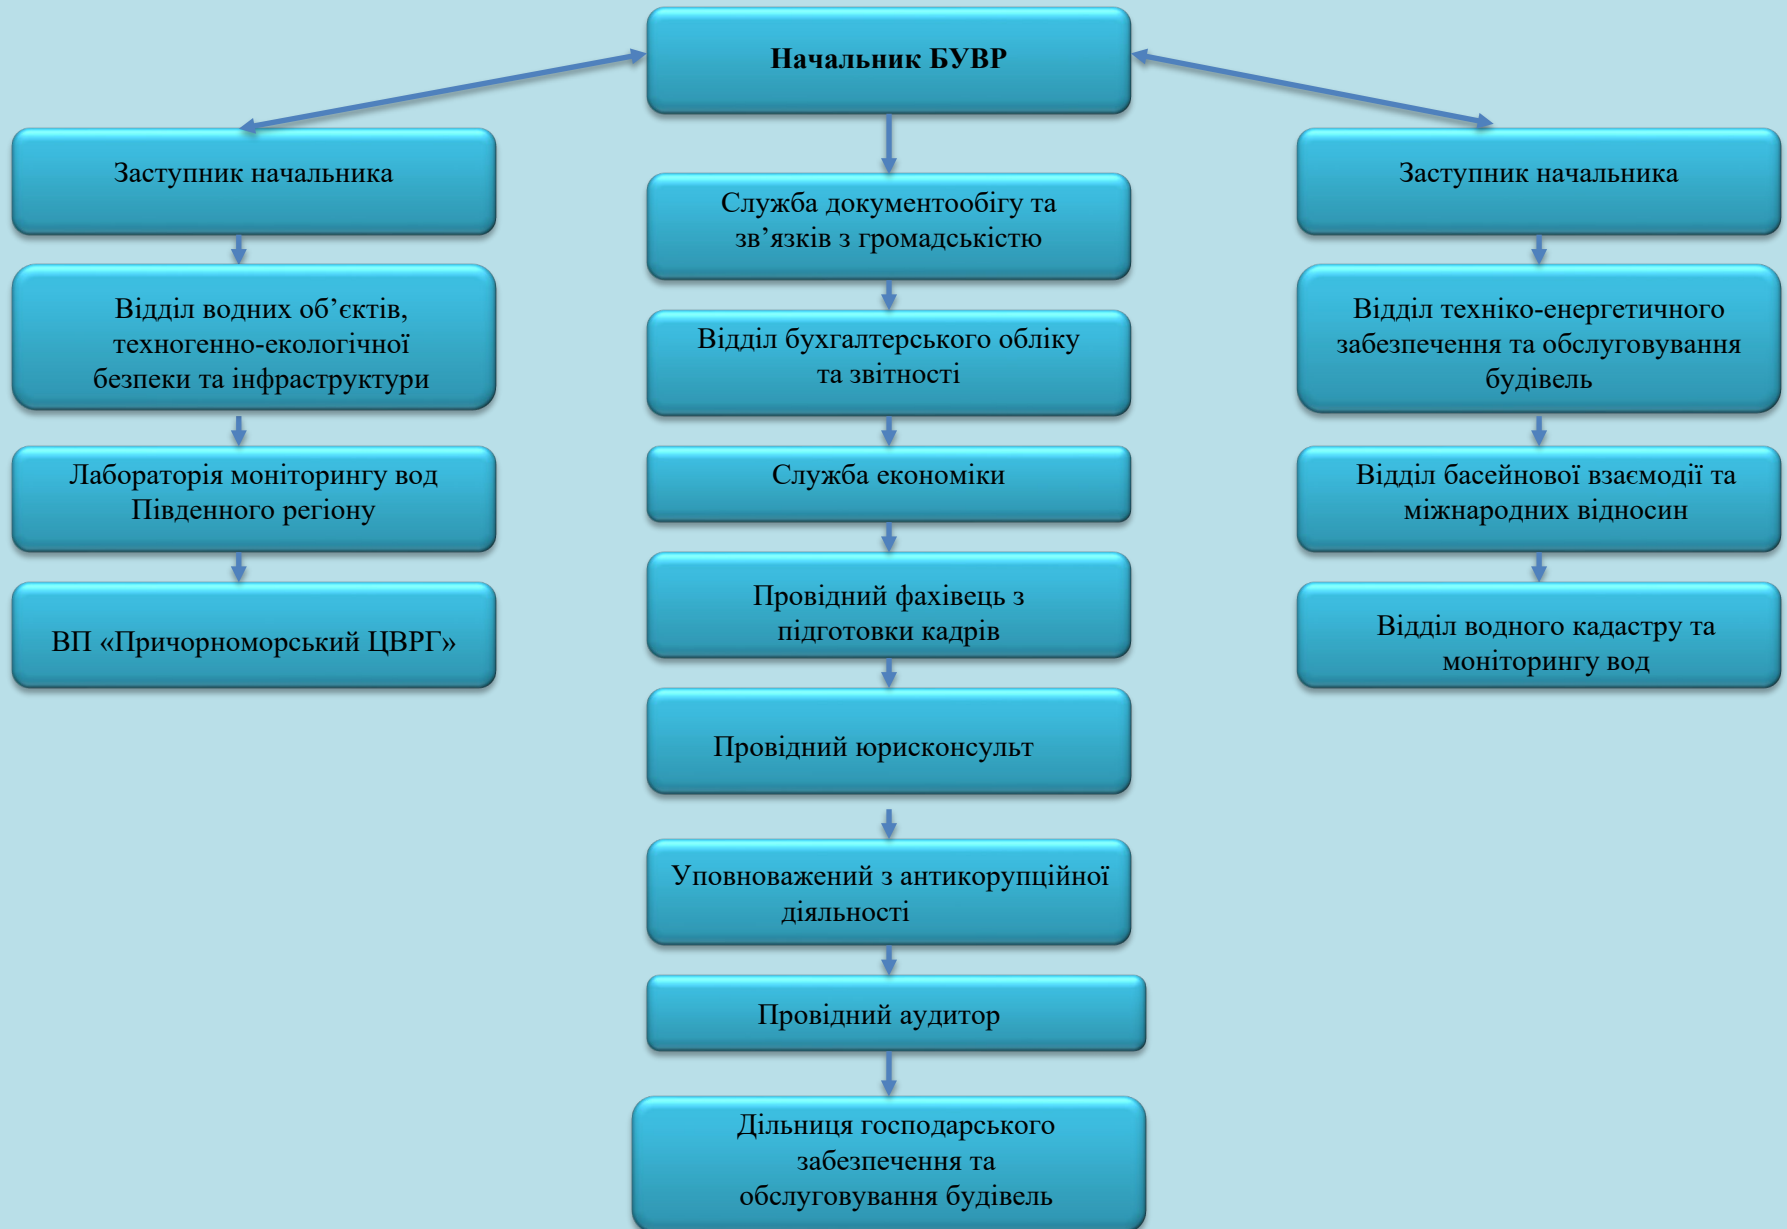 Начальник БУВР
Заступник начальника
Відділ водних об’єктів,
техногенно-екологічної
безпеки та інфраструктури
Лабораторія моніторингу вод
Південного регіону
ВП «Причорноморський ЦВРГ»
Служба документообігу та
зв’язків з громадськістю
Відділ бухгалтерського обліку
та звітності
Служба економіки
Провідний фахівець з
підготовки кадрів
Провідний юрисконсульт
Уповноважений з антикорупційної
діяльності
Провідний аудитор
Дільниця господарського
забезпечення та
обслуговування будівель
Заступник начальника
Відділ техніко-енергетичного
забезпечення та обслуговування
будівель
Відділ басейнової взаємодії та
міжнародних відносин
Відділ водного кадастру та
моніторингу вод